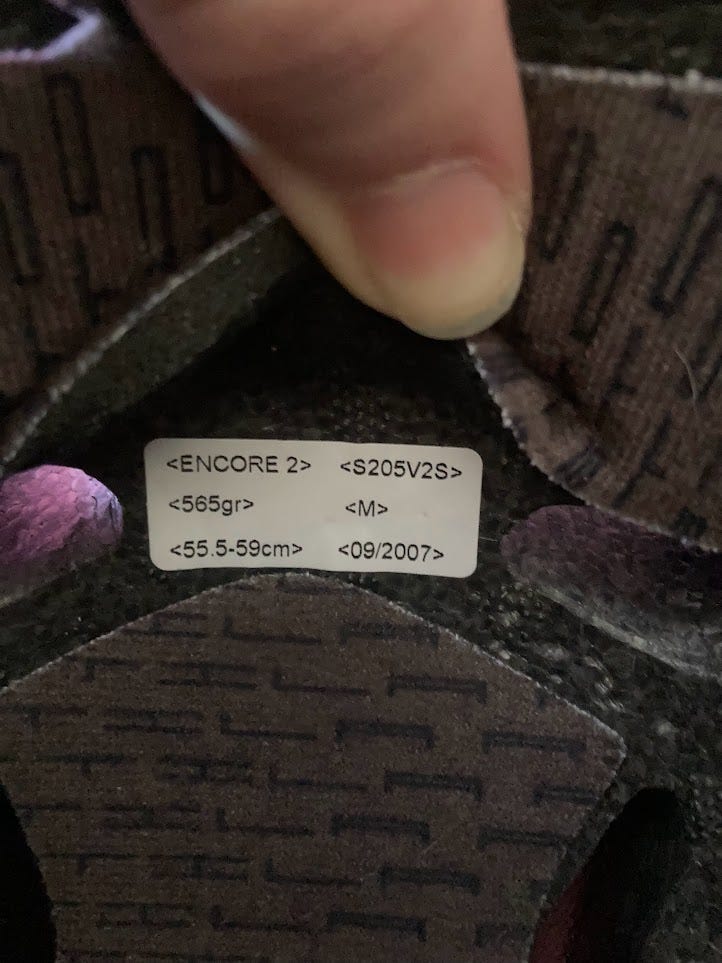 <ENCORE 2> <S205V2S>
<565gr> <M>
<55.5-59cm> <09/2007>